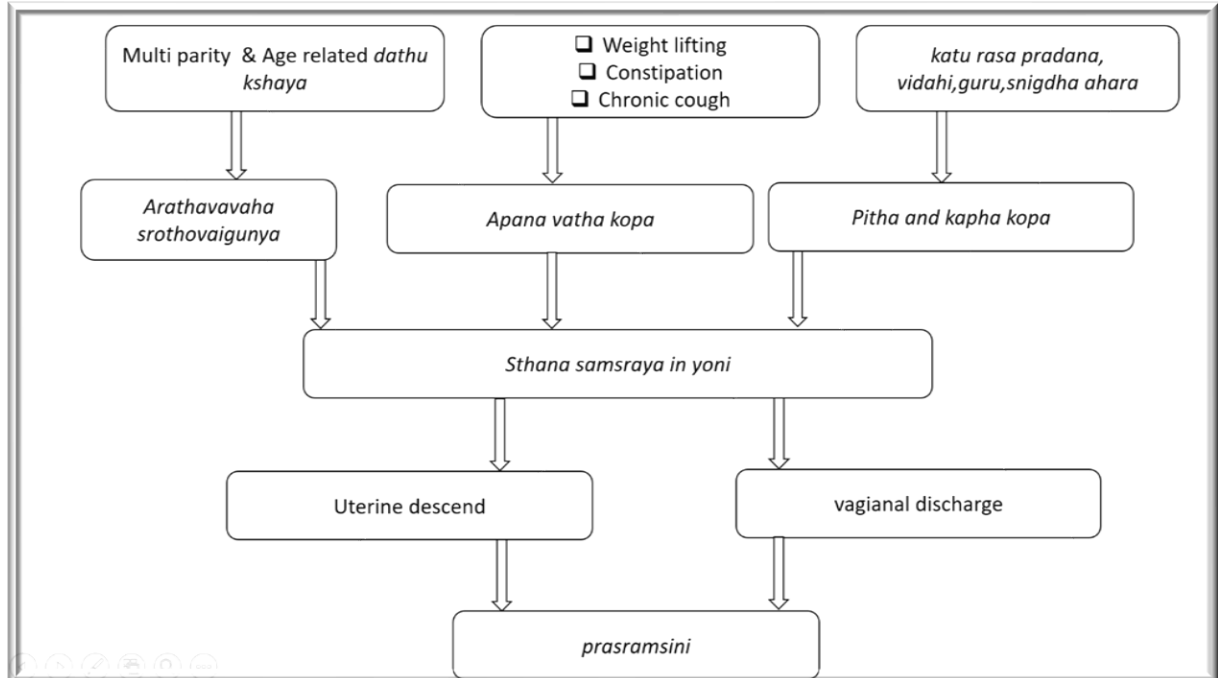 Multi parity & Age related dathu
kshaya
Weight lifting
Constipation
Chronic cough
katu rasa pradana,
vidahi,guru,snigdha ahara
Arathavavaha
srothovaigunya
Apana vatha kopa
Pitha and kapha kopa
Sthana samsraya in yoni
Uterine descend
vagianal discharge
prasramsini